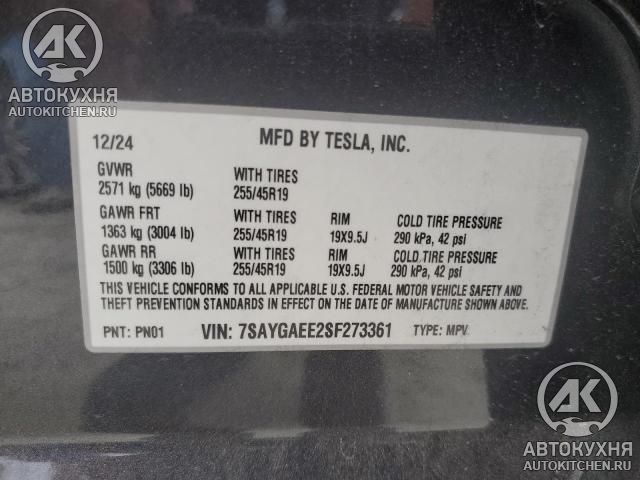 АК
АВТОКУХНЯ
AUTOKITCHEN.RU
12/24 MFD BY TESLA, INC.
GVWR WITH TIRES
2571 kg (5669 lb) 255/45R19
GAWR FRT WITH TIRES RIM COLD TIRE PRESSURE
1363 kg (3004 lb) 255/45R19 19X9.5J 290 kPa, 42 psi
GAWR RR WITH TIRES RIM COLD TIRE PRESSURE
1500 kg (3306 lb) 255/45R19 19X9.5J 290 kPa, 42 psi
THIS VEHICLE CONFORMS TO ALL APPLICABLE U.S. FEDERAL MOTOR VEHICLE SAFETY AND
THEFT PREVENTION STANDARDS IN EFFECT ON THE DATE OF MANUFACTURE SHOWN ABOVE.
PNT: PN01 VIN: 7SAYGAEE2SF273361 TYPE: MPV
АК
АВТОКУХНЯ
AUTOKITCHEN.RU